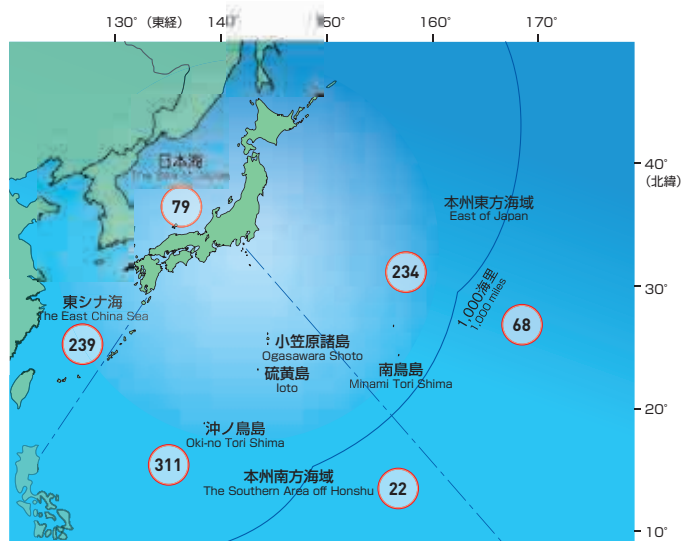 130°（東経）
140°
150°
160°
170°
日本海
The Sea of Japan
40°
（北緯）
79
本州東方海域
East of Japan
234
30°
1,000海里
1,000 miles
東シナ海
The East China Sea
68
239
小笠原諸島
Ogasawara Shoto
南鳥島
Minami Tori Shima
硫黄島
Ioto
20°
沖ノ鳥島
Oki-no Tori Shima
311
本州南方海域
The Southern Area off Honshu
22
10°